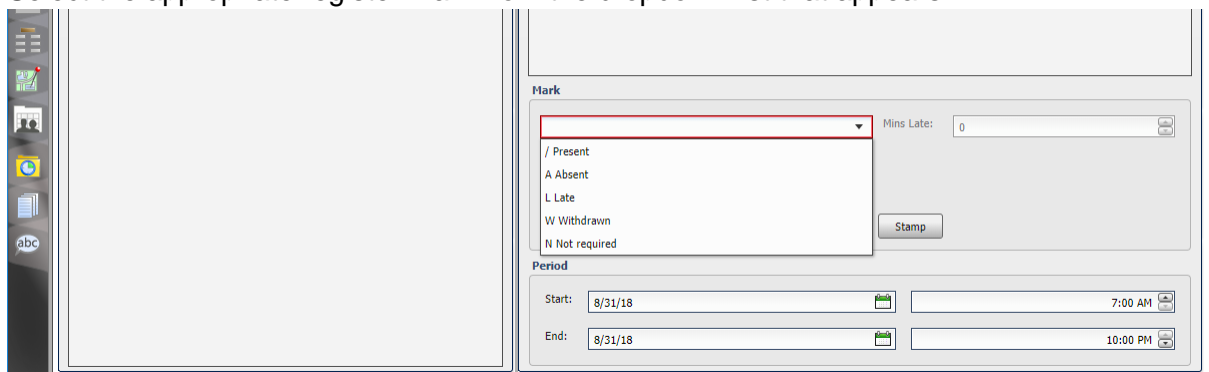 Mark
Mins Late: 0
/ Present
A Absent
L Late
W Withdrawn
N Not required
Stamp
Period
Start: 8/31/18 7:00 AM
End: 8/31/18 10:00 PM
abc